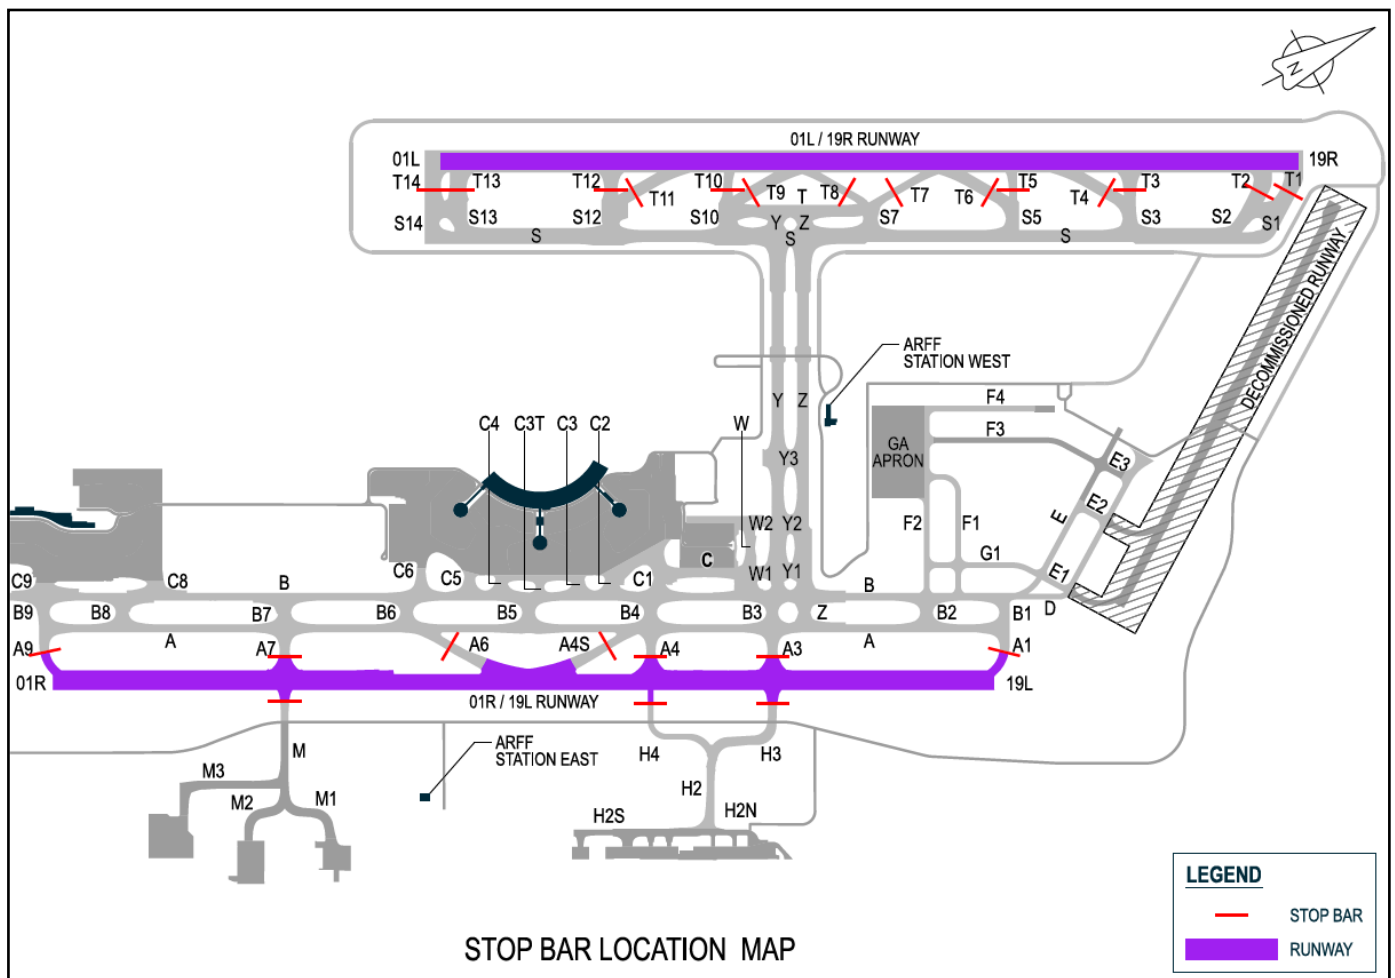 N
01L / 19R RUNWAY
01L
19R
T14
T13
T12
T11
T10
T9
T
T8
T7
T6
T5
T4
T3
T2
T1
S14
S13
S12
S10
Y
Z
S7
S5
S3
S2
S1
S
S
S
DECOMMISSIONED RUNWAY
ARFF
STATION WEST
C4
C3T
C3
C2
W
Y
Z
F4
F3
GA
APRON
Y3
E3
E2
E
W2
Y2
F2
F1
G1
C
C9
C8
B
C6
C5
C1
W1
Y1
B
E1
D
B9
B8
B7
B6
B5
B4
B3
Z
B2
B1
A9
A
A7
A6
A4S
A4
A3
A
A1
01R
19L
01R / 19L RUNWAY
M
ARFF
STATION EAST
H4
H3
M3
M2
M1
H2
H2S
H2N
LEGEND
STOP BAR
RUNWAY
STOP BAR LOCATION MAP